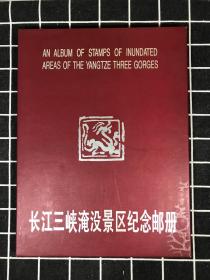 AN ALBUM OF STAMPS OF INUNDATED
AREAS OF THE YANGTZE THREE GORGES
长江三峡淹没景区纪念邮册